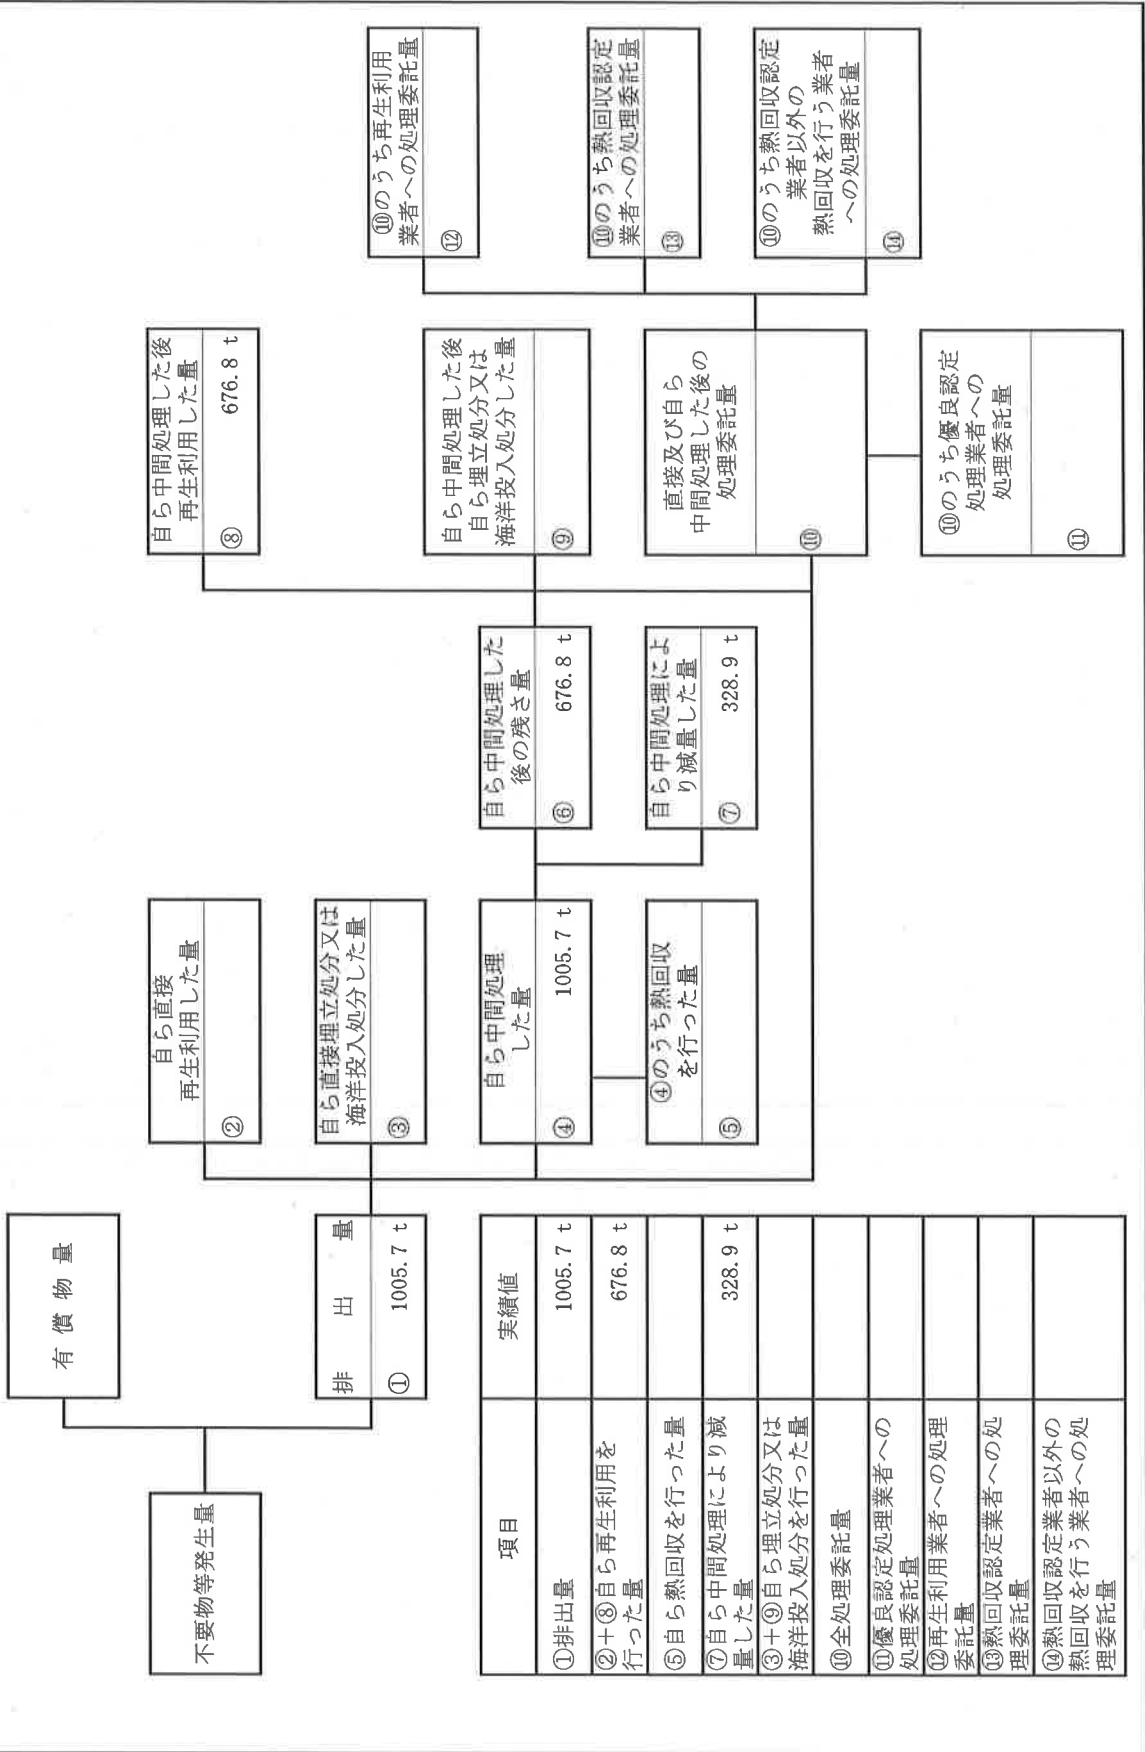 不要物等発生量
有償物量
排出量
① 1005.7 t
自ら直接
再生利用した量
②
自ら直接埋立処分又は
海洋投入処分した量
③
自ら中間処理
した量
④ 1005.7 t
④のうち熱回収
を行った量
⑤
自ら中間処理した
後の残さ量
⑥ 676.8 t
自ら中間処理によ
り減量した量
⑦ 328.9 t
自ら中間処理した後
再生利用した量
⑧ 676.8 t
自ら中間処理した後
自ら埋立処分又は
海洋投入処分した量
⑨
直接及び自ら
中間処理した後の
処理委託量
⑩
⑩のうち優良認定
処理業者への
処理委託量
⑪
⑩のうち再生利用
業者への処理委託量
⑫
⑩のうち熱回収認定
業者への処理委託量
⑬
⑩のうち熱回収認定
業者以外の
熱回収を行う業者
への処理委託量
⑭
項目 実績値
①排出量 1005.7 t
②＋⑧自ら再生利用を
行った量 676.8 t
⑤自ら熱回収を行った量
⑦自ら中間処理により減
量した量 328.9 t
③＋⑨自ら埋立処分又は
海洋投入処分を行った量
⑩全処理委託量
⑪優良認定処理業者への
処理委託量
⑫再生利用業者への処理
委託量
⑬熱回収認定業者への処
理委託量
⑭熱回収認定業者以外の
熱回収を行う業者への処
理委託量